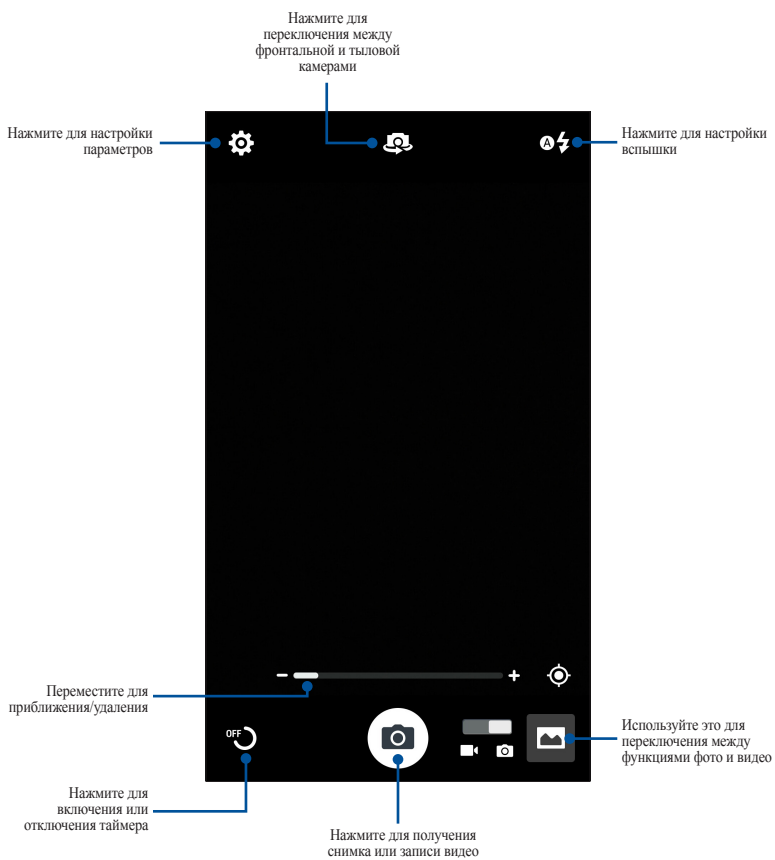 Нажмите для
переключения между
фронтальной и тыловой
камерами
Нажмите для настройки
параметров
A
Нажмите для настройки
вспышки
Переместите для
приближения/удаления
OFF
Используйте это для
переключения между
функциями фото и видео
Нажмите для
включения или
отключения таймера
Нажмите для получения
снимка или записи видео